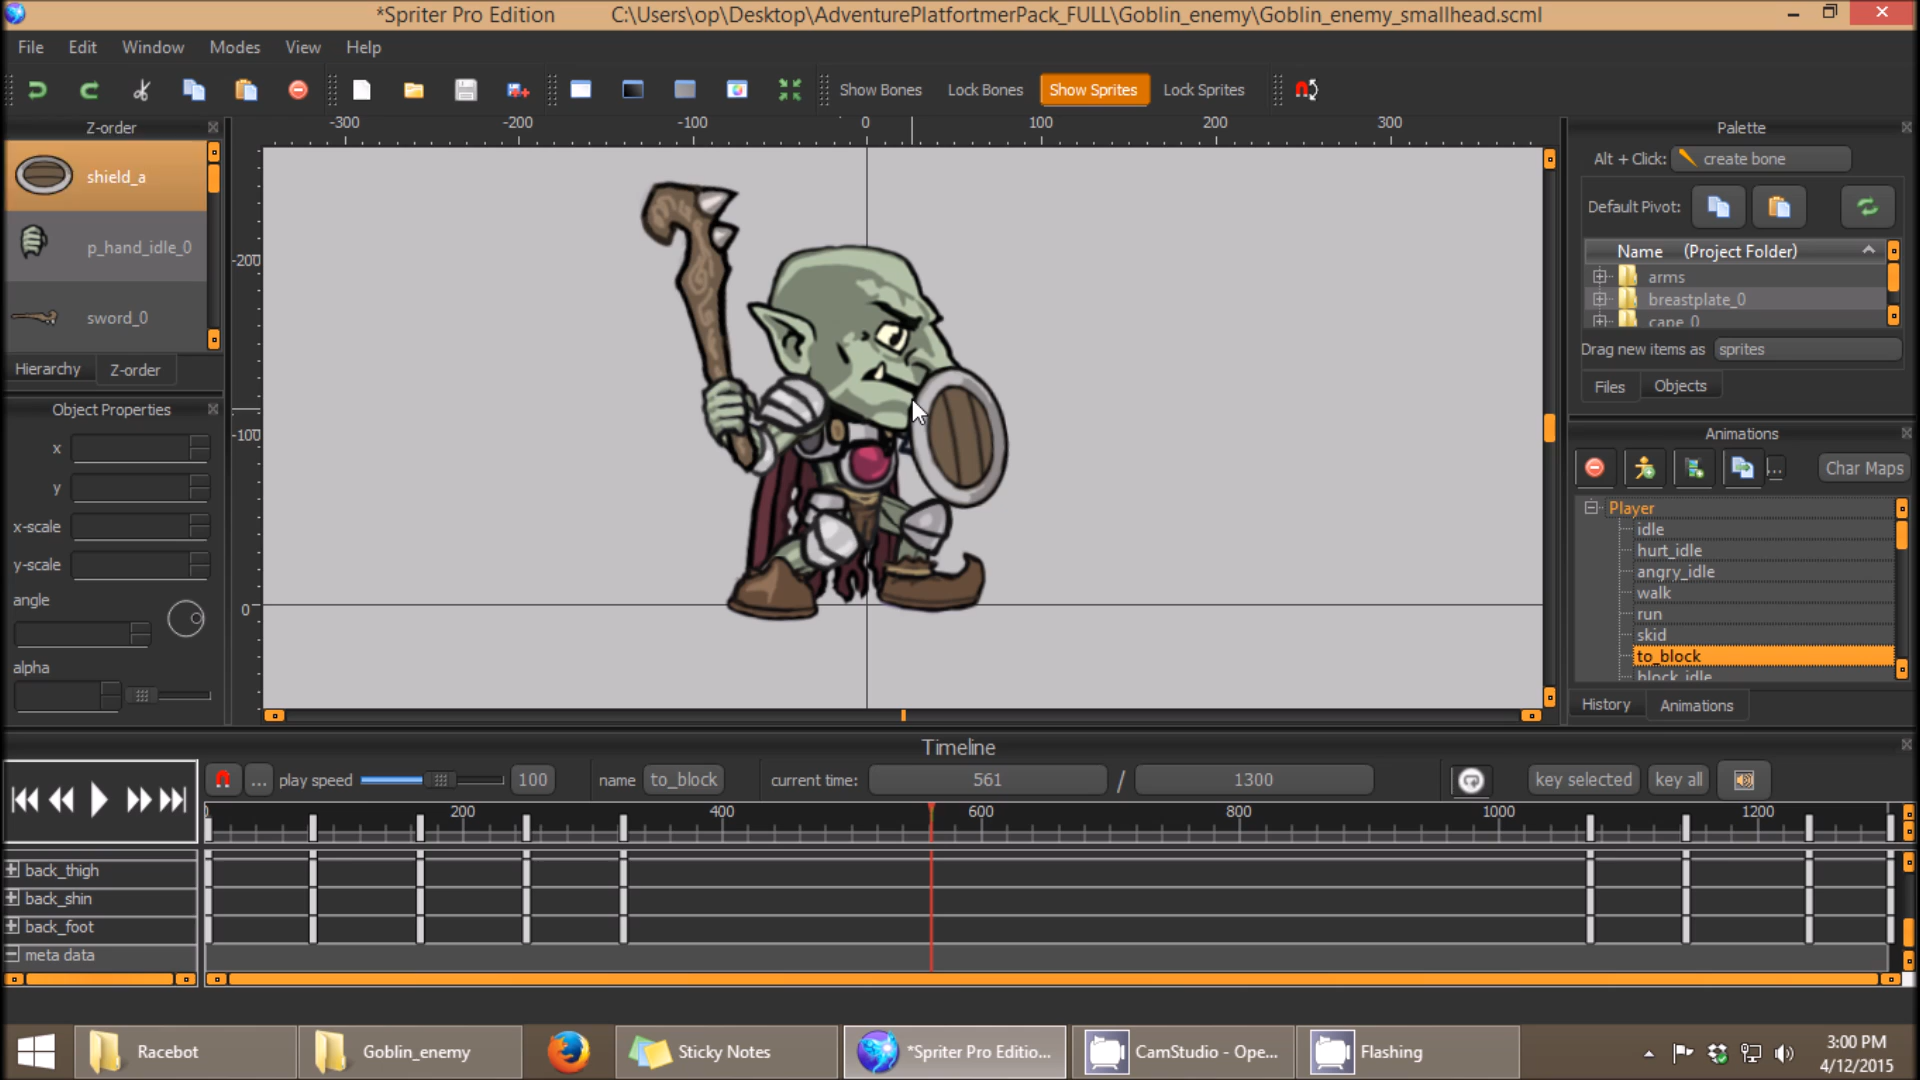 *Spriter Pro Edition C:\Users\op\Desktop\AdventurePlatfortmerPack_FULL\Goblin_enemy\Goblin_enemy_smallhead.scml
File Edit Window Modes View Help
Show Bones Lock Bones Show Sprites Lock Sprites
Z-order
shield_a
p_hand_idle_0
sword_0
Hierarchy Z-order
Object Properties
x
y
x-scale
y-scale
angle
alpha
-300 -200 -100 0 100 200 300
-200
-100
0
Palette
Alt + Click: create bone
Default Pivot:
Name (Project Folder)
arms
breastplate_0
cape_0
Drag new items as sprites
Files Objects
Animations
... Char Maps
Player
idle
hurt_idle
angry_idle
walk
run
skid
to_block
block_idle
History Animations
Timeline
... play speed 100 name to_block current time: 561 / 1300 key selected key all
0 200 400 600 800 1000 1200
back_thigh
back_shin
back_foot
meta data
Racebot Goblin_enemy Sticky Notes *Spriter Pro Editio... CamStudio - Ope... Flashing
3:00 PM
4/12/2015